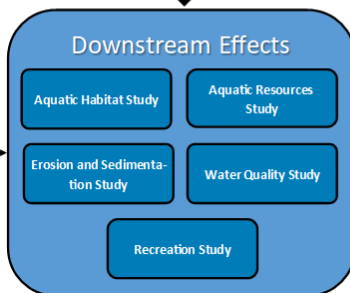 Downstream Effects
Aquatic Habitat Study
Aquatic Resources
Study
Erosion and Sedimenta-
tion Study
Water Quality Study
Recreation Study